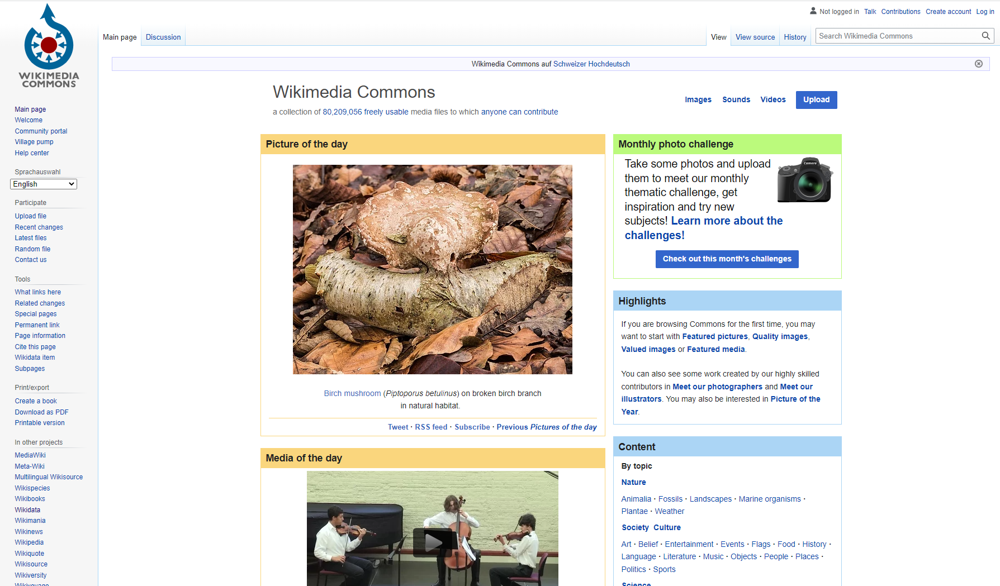 Not logged in Talk Contributions Create account Log in
Main page Discussion
View View source History Search Wikimedia Commons
WIKIMEDIA
COMMONS
Main page
Welcome
Community portal
Village pump
Help center
Sprachauswahl
English
Participate
Upload file
Recent changes
Latest files
Random file
Contact us
Tools
What links here
Related changes
Special pages
Permanent link
Page information
Cite this page
Wikidata item
Subpages
Print/export
Create a book
Download as PDF
Printable version
In other projects
MediaWiki
Meta-Wiki
Multilingual Wikisource
Wikispecies
Wikibooks
Wikidata
Wikimania
Wikinews
Wikipedia
Wikiquote
Wikisource
Wikiversity
Wikivoyage
Wikimedia Commons auf Schweizer Hochdeutsch
Wikimedia Commons
a collection of 80,209,056 freely usable media files to which anyone can contribute
Images Sounds Videos Upload
Picture of the day
Birch mushroom (Piptoporus betulinus) on broken birch branch
in natural habitat.
Tweet · RSS feed · Subscribe · Previous Pictures of the day
Media of the day
Monthly photo challenge
Take some photos and upload
them to meet our monthly
thematic challenge, get
inspiration and try new
subjects! Learn more about the
challenges!
Camera
Check out this month's challenges
Highlights
If you are browsing Commons for the first time, you may
want to start with Featured pictures, Quality images,
Valued images or Featured media.
You can also see some work created by our highly skilled
contributors in Meet our photographers and Meet our
illustrators. You may also be interested in Picture of the
Year.
Content
By topic
Nature
Animalia · Fossils · Landscapes · Marine organisms ·
Plantae · Weather
Society Culture
Art · Belief · Entertainment · Events · Flags · Food · History ·
Language · Literature · Music · Objects · People · Places ·
Politics · Sports
Science